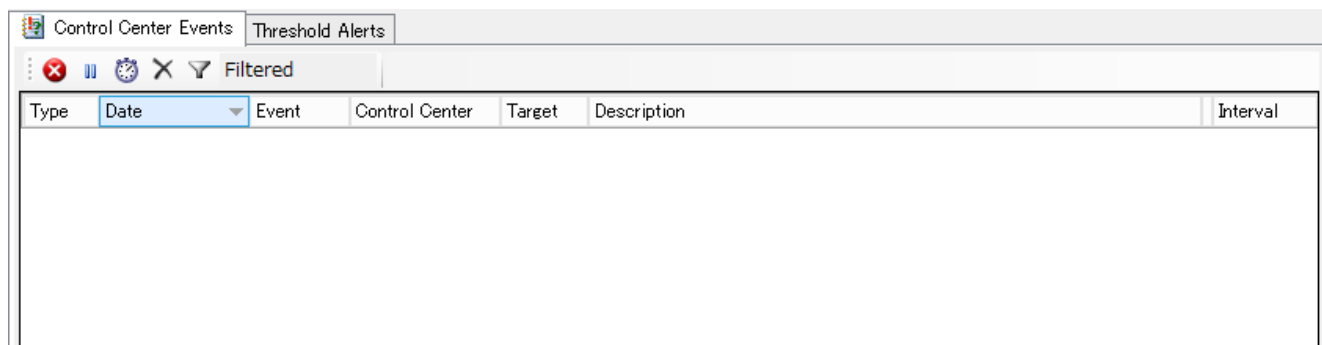 Control Center Events Threshold Alerts
Filtered
Type Date Event Control Center Target Description Interval